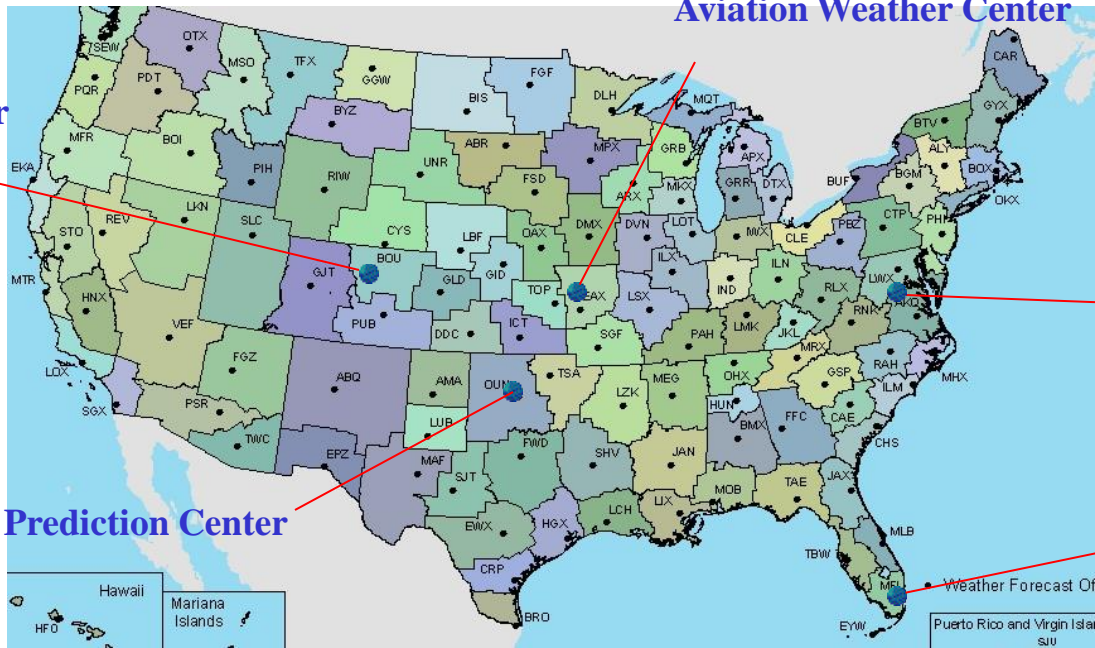 Aviation Weather Center
r
Prediction Center
SEW
OTX
MSO
TFX
GGW
BIS
FGF
DLH
MQT
CAR
PQR
PDT
GYX
BTV
MFR
BOI
BYZ
ABR
MPX
GRB
APX
ALY
EKA
PIH
UNR
FSD
ARX
MKX
GRR
DTX
BUF
BGM
BOX
RIW
OKX
REV
LKN
SLC
CYS
LBF
OAX
DMX
DVN
LOT
IWX
CLE
PBZ
CTP
PHI
STO
BOU
GID
ILX
ILN
LWX
MTR
GJT
GLD
TOP
EAX
LSX
IND
RLX
AKQ
HNX
PUB
DDC
ICT
SGF
PAH
LMK
JKL
RNK
VEF
MRX
RAH
MHX
LOX
FGZ
ABQ
AMA
OUN
TSA
LZK
MEG
OHX
GSP
ILM
SGX
PSR
LUB
HUN
CAE
TWC
EPZ
MAF
FWD
SHV
JAN
BMX
FFC
CHS
SJT
MOB
TAE
JAX
EWX
HGX
LCH
LIX
MLB
CRP
TBW
BRO
MFL
Weather Forecast Of
EYW
Hawaii
HFO
Mariana
Islands
Puerto Rico and Virgin Islan
SJU